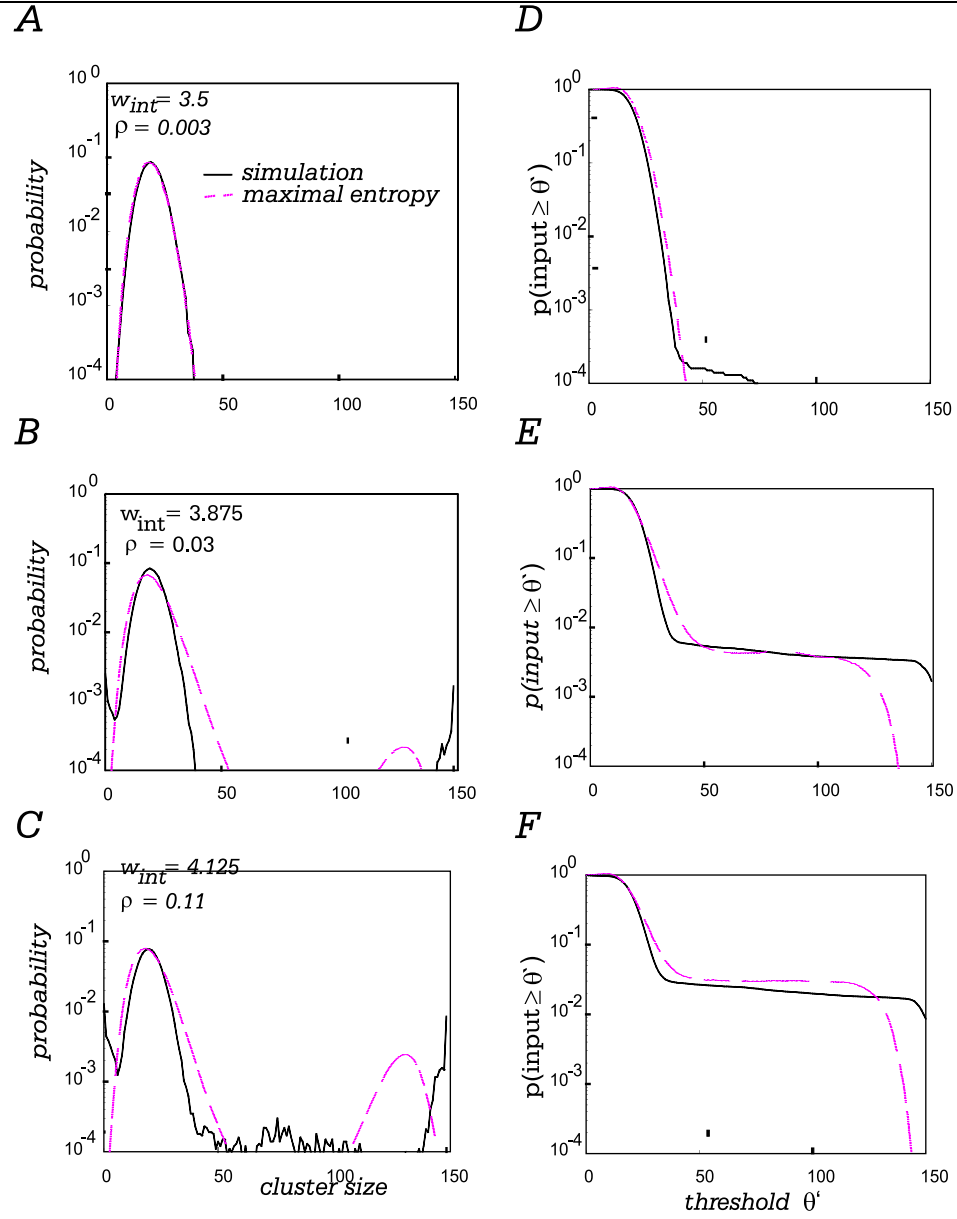 A
10^0
w_int = 3.5
ρ = 0.003
10^-1
simulation
maximal entropy
probability
10^-2
10^-3
10^-4
0 50 100 150
D
10^0
10^-1
p(input ≥ θ‘)
10^-2
10^-3
10^-4
0 50 100 150
B
10^0
w_int = 3.875
ρ = 0.03
10^-1
probability
10^-2
10^-3
10^-4
0 50 100 150
E
10^0
10^-1
p(input ≥ θ‘)
10^-2
10^-3
10^-4
0 50 100 150
C
10^0
w_int = 4.125
ρ = 0.11
10^-1
probability
10^-2
10^-3
10^-4
0 50 100 150
cluster size
F
10^0
10^-1
p(input ≥ θ‘)
10^-2
10^-3
10^-4
0 50 100 150
threshold θ‘